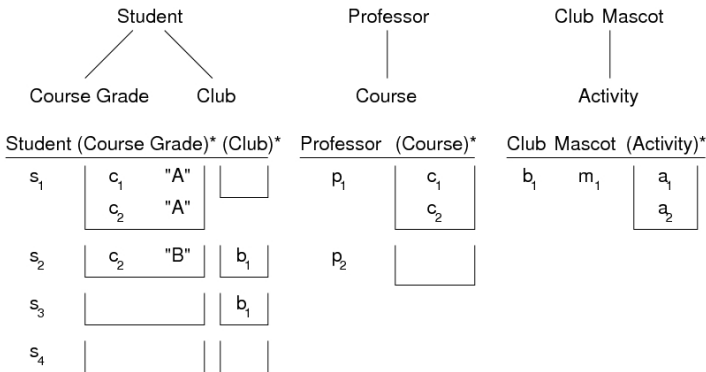 Student Professor Club Mascot
Course Grade Club Course Activity
Student (Course Grade)* (Club)* Professor (Course)* Club Mascot (Activity)*
s1 c1 "A" p1 c1 b1 m1 a1
c2 "A" c2 a2
s2 c2 "B" b1 p2
s3 b1
s4